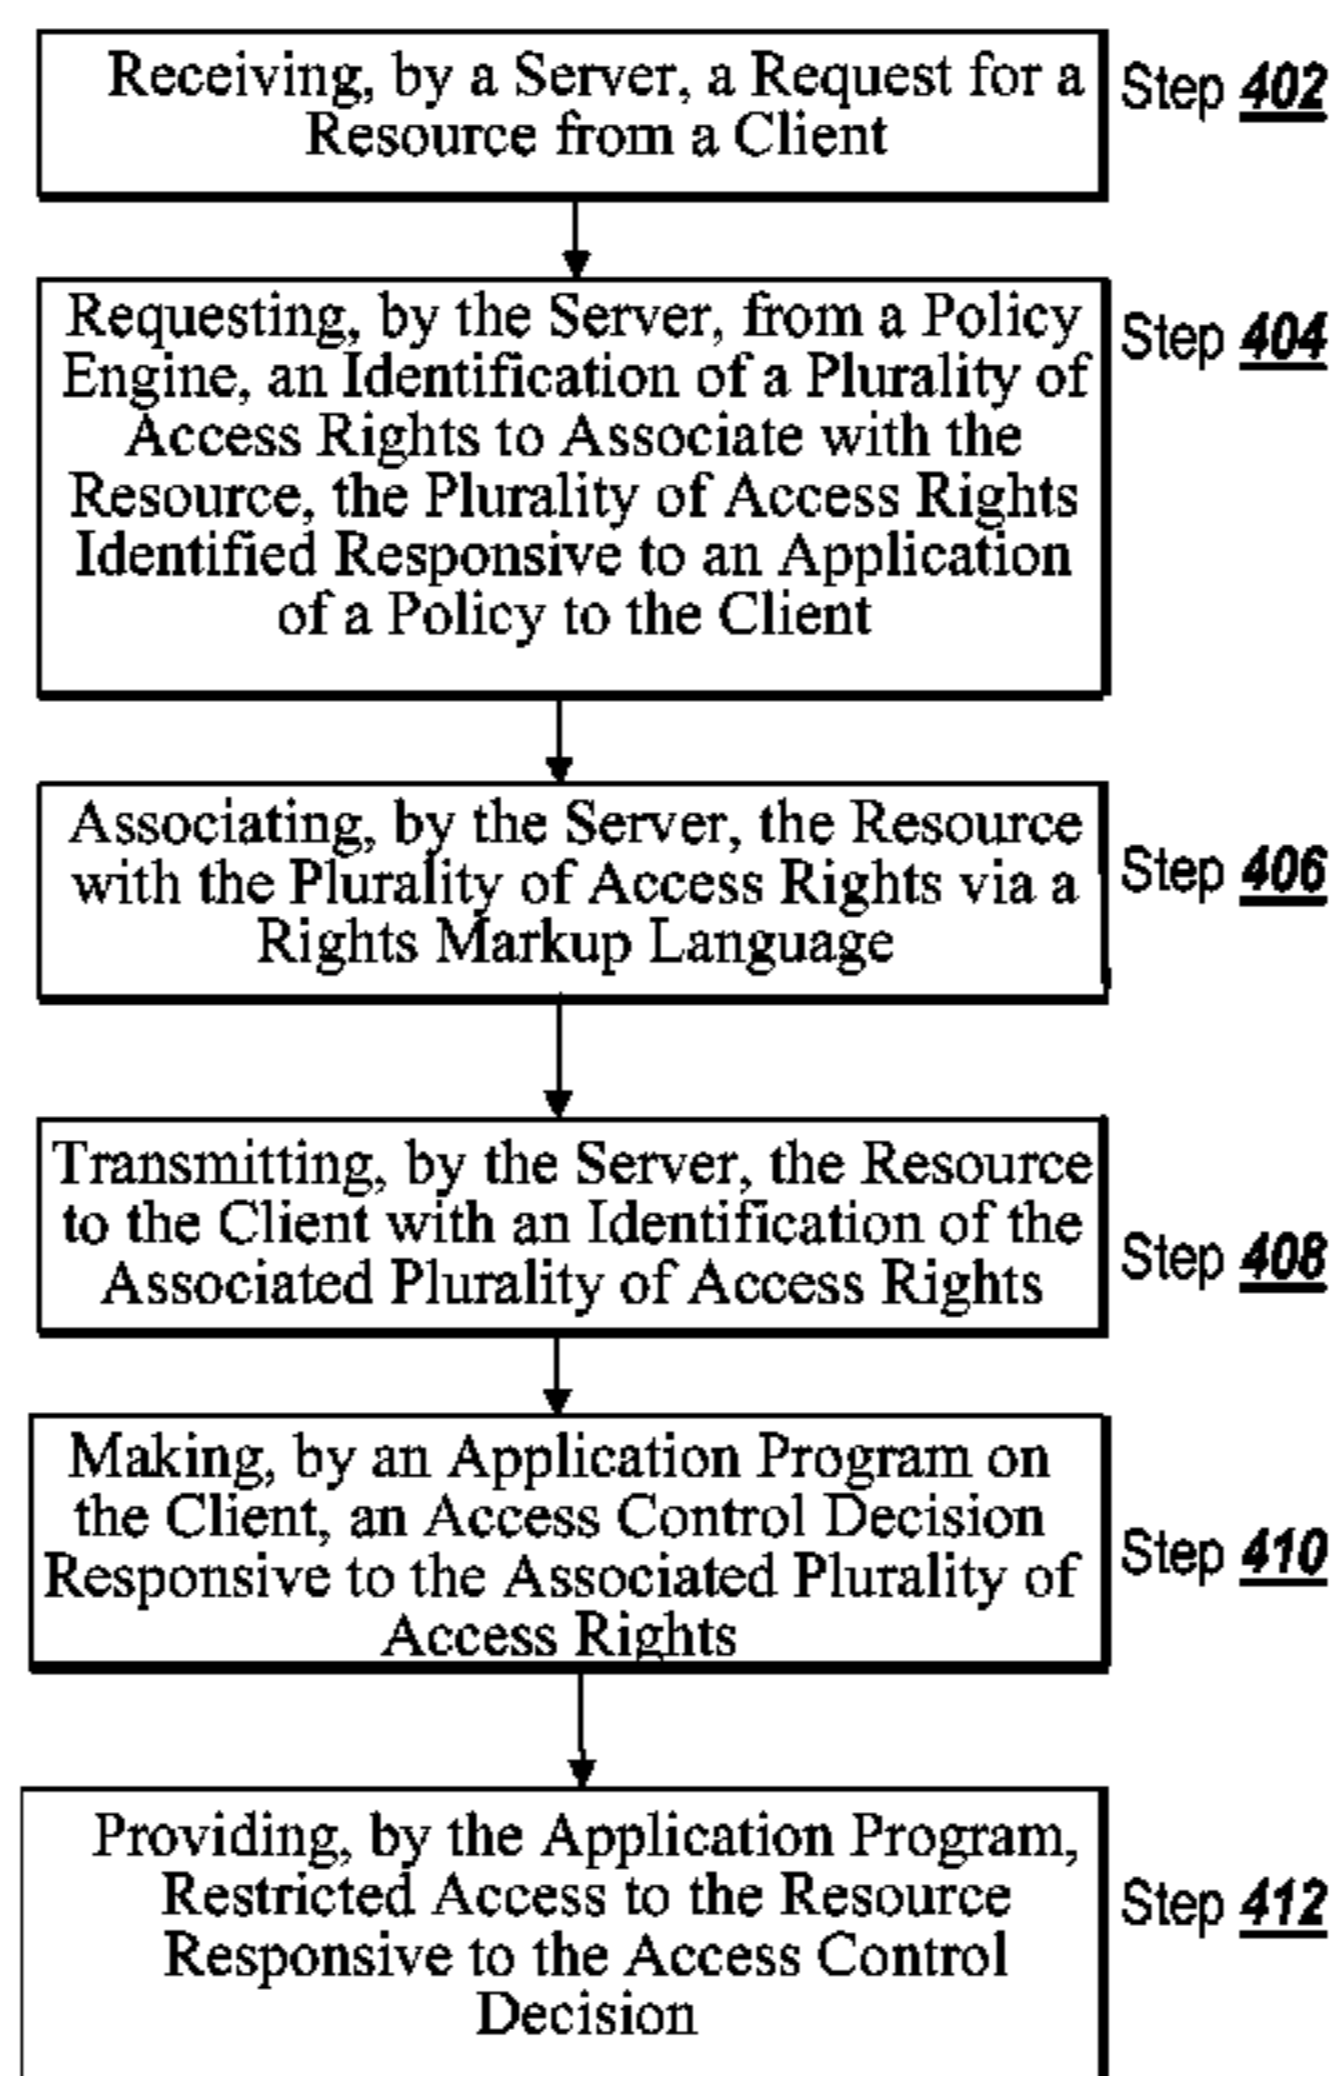 Receiving, by a Server, a Request for a
Resource from a Client
Step 402
Requesting, by the Server, from a Policy
Engine, an Identification of a Plurality of
Access Rights to Associate with the
Resource, the Plurality of Access Rights
Identified Responsive to an Application
of a Policy to the Client
Step 404
Associating, by the Server, the Resource
with the Plurality of Access Rights via a
Rights Markup Language
Step 406
Transmitting, by the Server, the Resource
to the Client with an Identification of the
Associated Plurality of Access Rights
Step 408
Making, by an Application Program on
the Client, an Access Control Decision
Responsive to the Associated Plurality of
Access Rights
Step 410
Providing, by the Application Program,
Restricted Access to the Resource
Responsive to the Access Control
Decision
Step 412